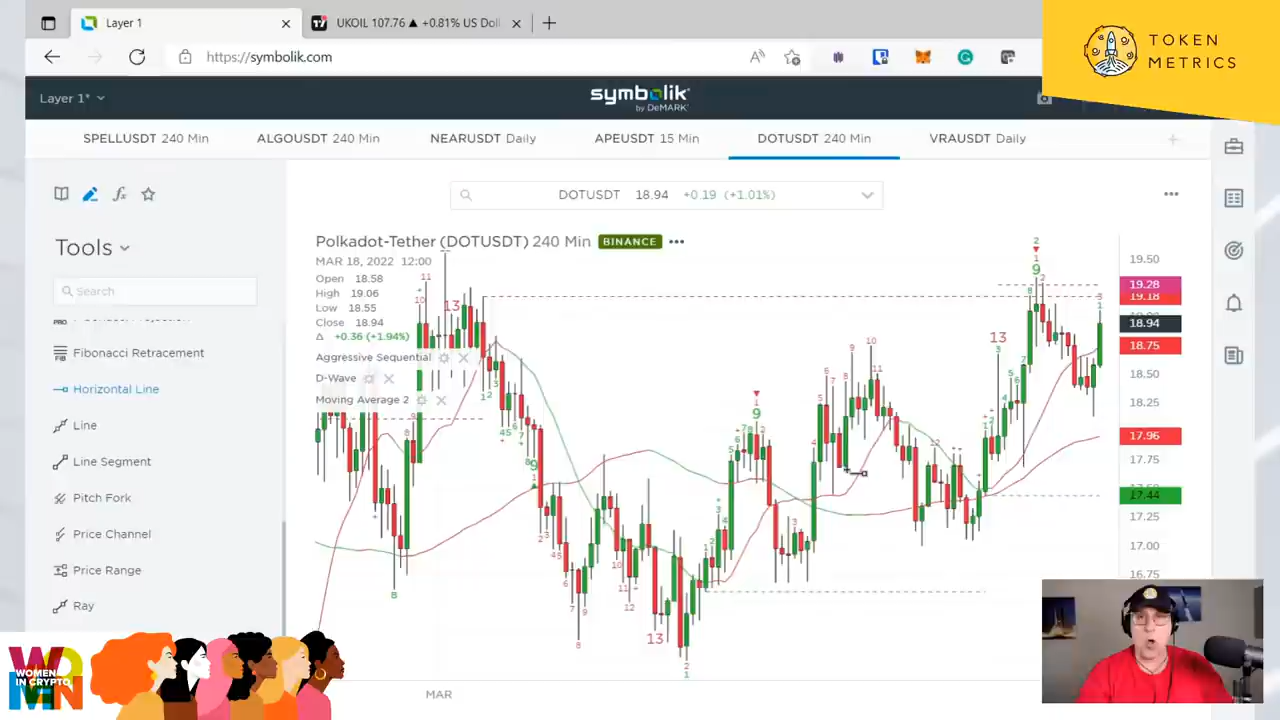 Layer 1
UKOIL 107.76 ▲ +0.81% US Doll
https://symbolik.com
TOKEN
METRICS
Layer 1*
symbolik
by DeMARK
SPELLUSDT 240 Min
ALGOUSDT 240 Min
NEARUSDT Daily
APEUSDT 15 Min
DOTUSDT 240 Min
VRAUSDT Daily
DOTUSDT 18.94 +0.19 (+1.01%)
Tools
Search
Fibonacci Retracement
Horizontal Line
Line
Line Segment
Pitch Fork
Price Channel
Price Range
Ray
Polkadot-Tether (DOTUSDT) 240 Min BINANCE
MAR 18, 2022 12:00
Open 18.58
High 19.06
Low 18.55
Close 18.94
Δ +0.36 (+1.94%)
Aggressive Sequential
D-Wave
Moving Average 2
19.50
19.28
19.18
18.94
18.75
18.50
18.25
17.96
17.75
17.44
17.25
17.00
16.75
MAR
WOMEN
IN CRYPTO